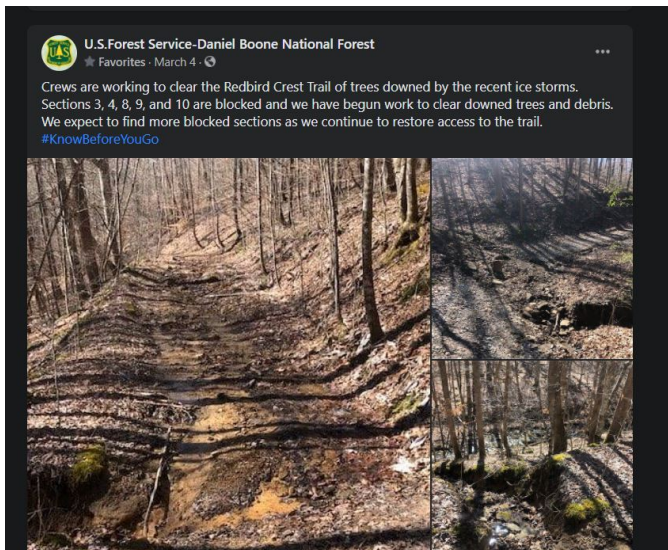 U.S.Forest Service-Daniel Boone National Forest
Favorites · March 4 ·
Crews are working to clear the Redbird Crest Trail of trees downed by the recent ice storms.
Sections 3, 4, 8, 9, and 10 are blocked and we have begun work to clear downed trees and debris.
We expect to find more blocked sections as we continue to restore access to the trail.
#KnowBeforeYouGo